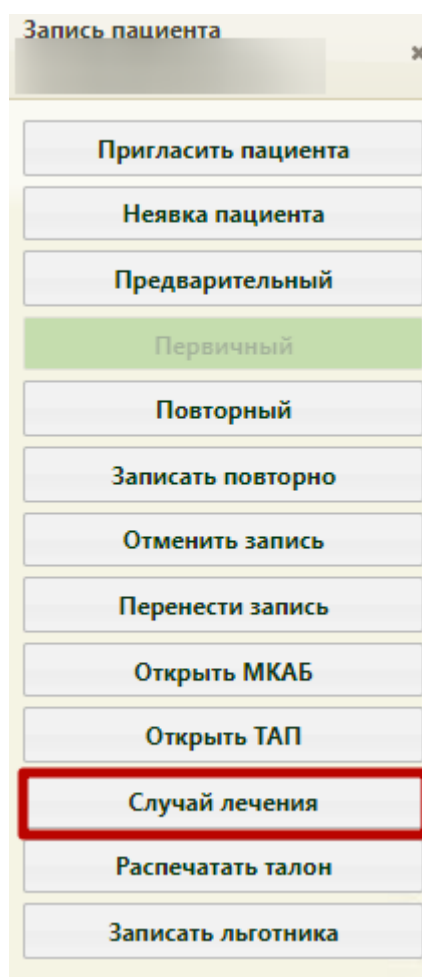 Запись пациента
Пригласить пациента
Неявка пациента
Предварительный
Первичный
Повторный
Записать повторно
Отменить запись
Перенести запись
Открыть МКАБ
Открыть ТАП
Случай лечения
Распечатать талон
Записать льготника